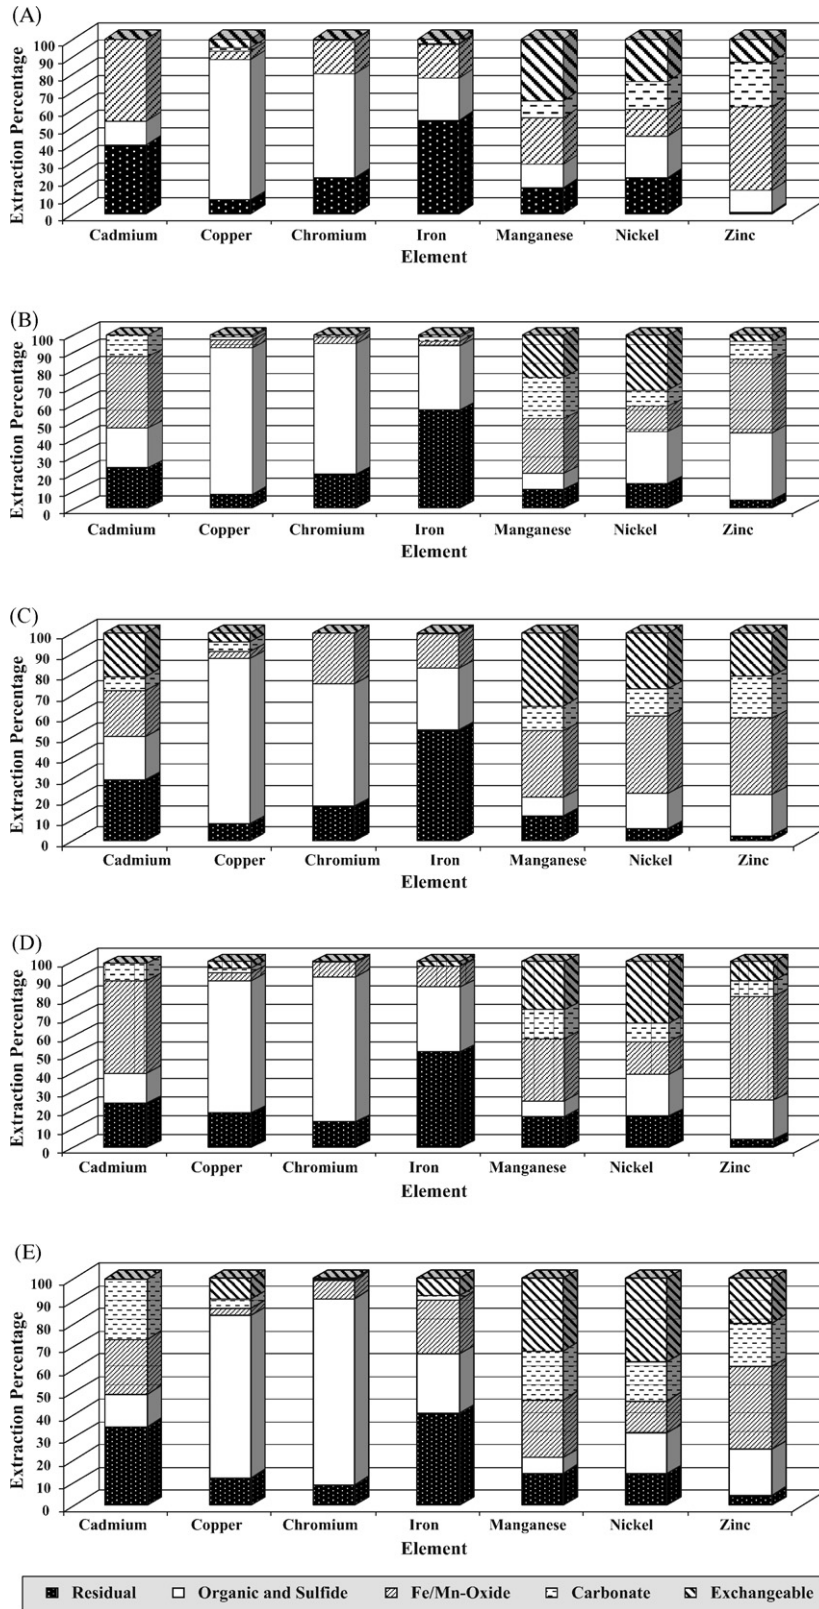 (A)
Extraction Percentage
100
90
80
70
60
50
40
30
20
10
0
Cadmium Copper Chromium Iron Manganese Nickel Zinc
Element
(B)
Extraction Percentage
100
90
80
70
60
50
40
30
20
10
0
Cadmium Copper Chromium Iron Manganese Nickel Zinc
Element
(C)
Extraction Percentage
100
90
80
70
60
50
40
30
20
10
0
Cadmium Copper Chromium Iron Manganese Nickel Zinc
Element
(D)
Extraction Percentage
100
90
80
70
60
50
40
30
20
10
0
Cadmium Copper Chromium Iron Manganese Nickel Zinc
Element
(E)
Extraction Percentage
100
90
80
70
60
50
40
30
20
10
0
Cadmium Copper Chromium Iron Manganese Nickel Zinc
Element
Residual Organic and Sulfide Fe/Mn-Oxide Carbonate Exchangeable